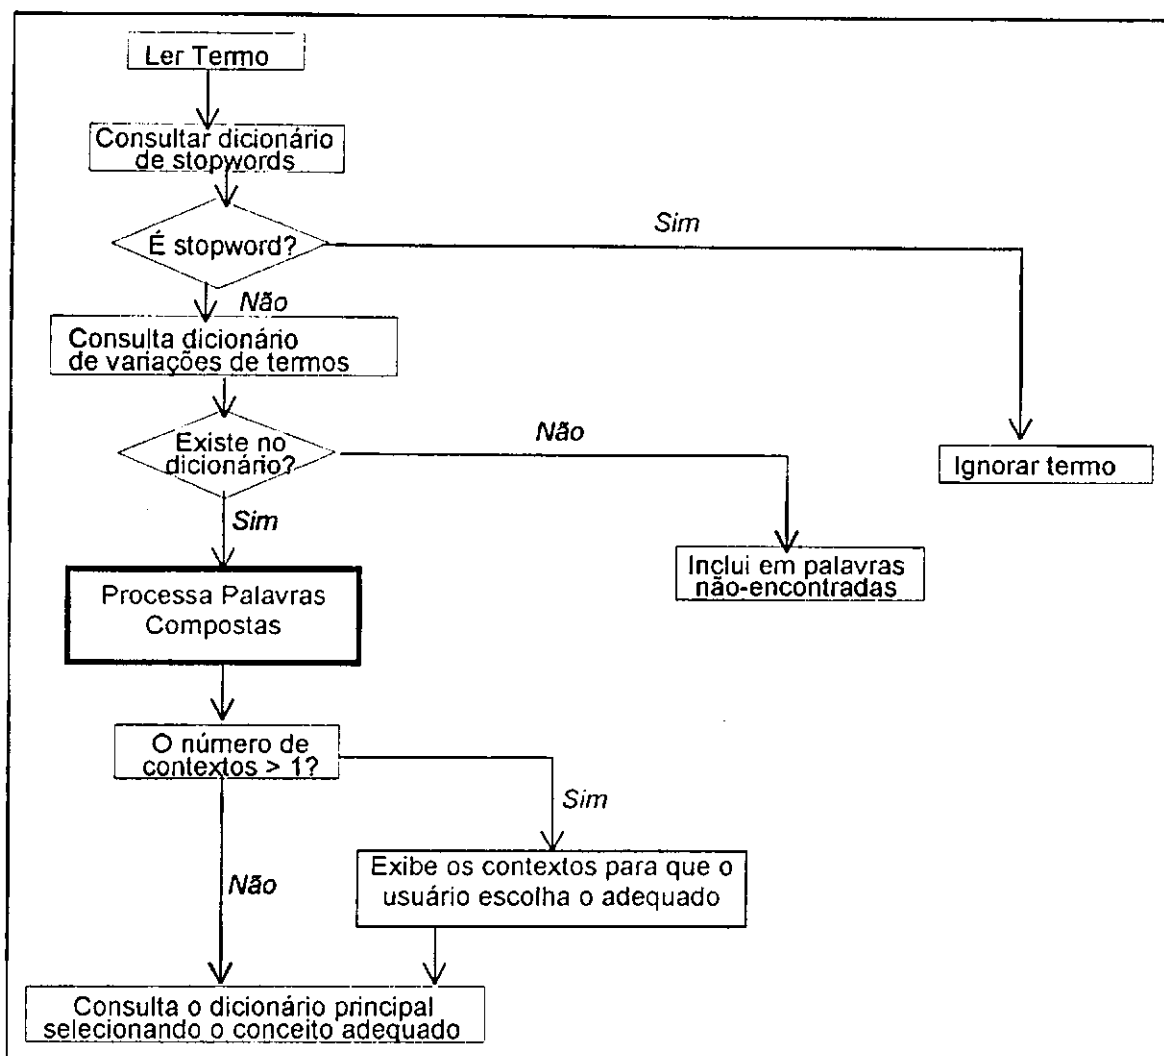 Ler Termo
Consultar dicionário
de stopwords
É stopword?
Sim
Não
Consulta dicionário
de variações de termos
Existe no
dicionário?
Não
Ignorar termo
Sim
Inclui em palavras
não-encontradas
Processa Palavras
Compostas
O número de
contextos > 1?
Sim
Exibe os contextos para que o
usuário escolha o adequado
Não
Consulta o dicionário principal
selecionando o conceito adequado